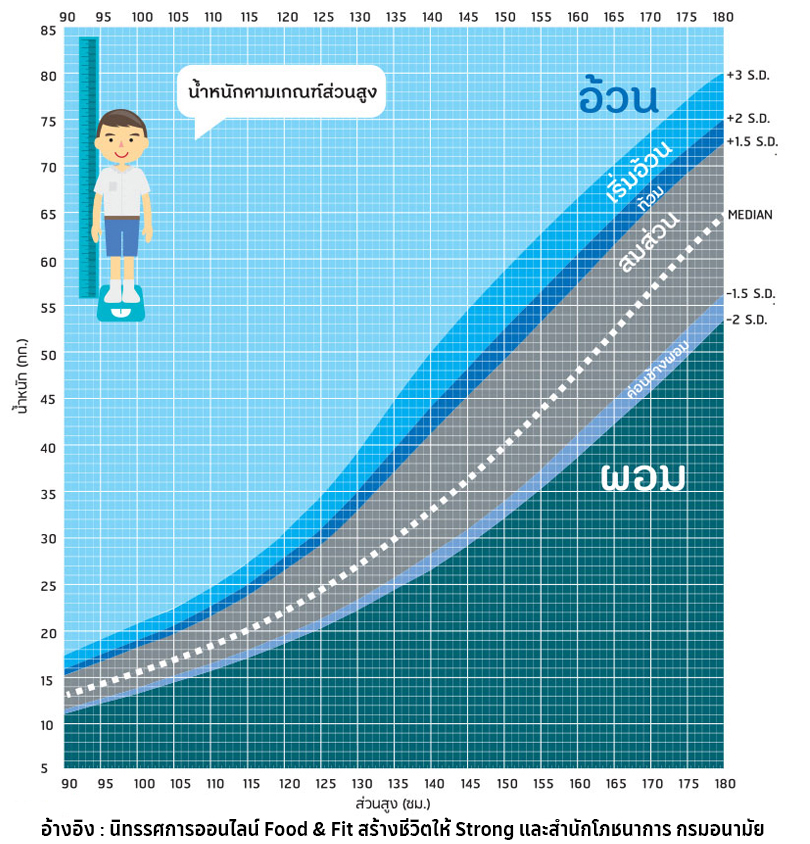 90 95 100 105 110 115 120 125 130 135 140 145 150 155 160 165 170 175 180
85
80
75
70
65
60
55
50
45
40
35
30
25
20
15
10
5
น้ำหนัก (กก.)
น้ำหนักตามเกณฑ์ส่วนสูง
อ้วน
เริ่มอ้วน
ท้วม
สมส่วน
ค่อนข้างผอม
ผอม
+3 S.D.
+2 S.D.
+1.5 S.D.
MEDIAN
-1.5 S.D.
-2 S.D.
90 95 100 105 110 115 120 125 130 135 140 145 150 155 160 165 170 175 180
ส่วนสูง (ซม.)
อ้างอิง : นิทรรศการออนไลน์ Food & Fit สร้างชีวิตให้ Strong และสำนักโภชนาการ กรมอนามัย